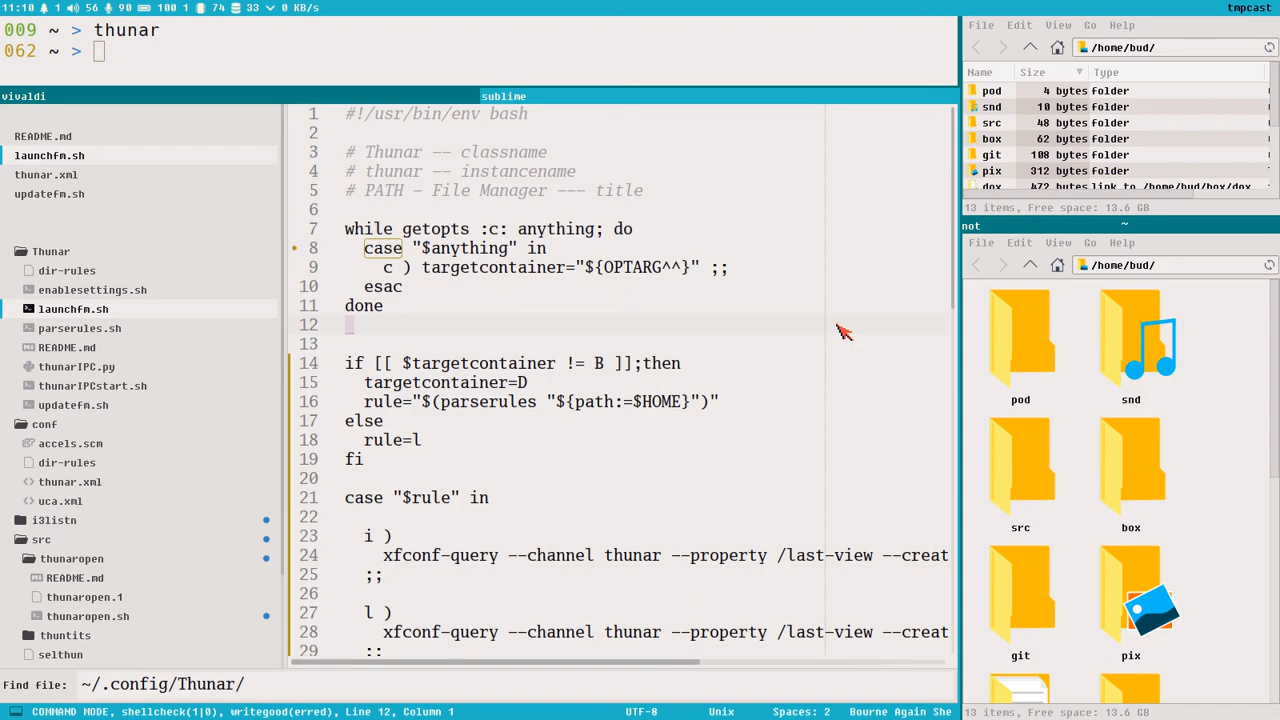 11:10 1 56 90 100 1 74 33 0 KB/s
tmpcast
009 ~ > thunar
062 ~ >
vivaldi
sublime
README.md
launchfm.sh
thunar.xml
updatefm.sh
Thunar
dir-rules
enablesettings.sh
launchfm.sh
parserules.sh
README.md
thunarIPC.py
thunarIPCstart.sh
updatefm.sh
conf
accels.scm
dir-rules
thunar.xml
uca.xml
i3listn
src
thunaropen
README.md
thunaropen.1
thunaropen.sh
thuntits
selthun
1 #!/usr/bin/env bash
2
3 # Thunar -- classname
4 # thunar -- instancename
5 # PATH - File Manager --- title
6
7 while getopts :c: anything; do
8 case "$anything" in
9 c ) targetcontainer="${OPTARG^^}" ;;
10 esac
11 done
12
13
14 if [[ $targetcontainer != B ]];then
15 targetcontainer=D
16 rule="$(parserules "${path:=$HOME}")"
17 else
18 rule=l
19 fi
20
21 case "$rule" in
22
23 i )
24 xfconf-query --channel thunar --property /last-view --creat
25 ;;
26
27 l )
28 xfconf-query --channel thunar --property /last-view --creat
29 ;;
Find file: ~/.config/Thunar/
COMMAND MODE, shellcheck(1|0), writegood(erred), Line 12, Column 1
UTF-8 Unix Spaces: 2 Bourne Again She
File Edit View Go Help
/home/bud/
Name Size Type
pod 4 bytes folder
snd 10 bytes folder
src 48 bytes folder
box 62 bytes folder
git 108 bytes folder
pix 312 bytes folder
dox 472 bytes link to /home/bud/box/dox
13 items, Free space: 13.6 GB
not ~
File Edit View Go Help
/home/bud/
pod
snd
src
box
git
pix
13 items, Free space: 13.6 GB